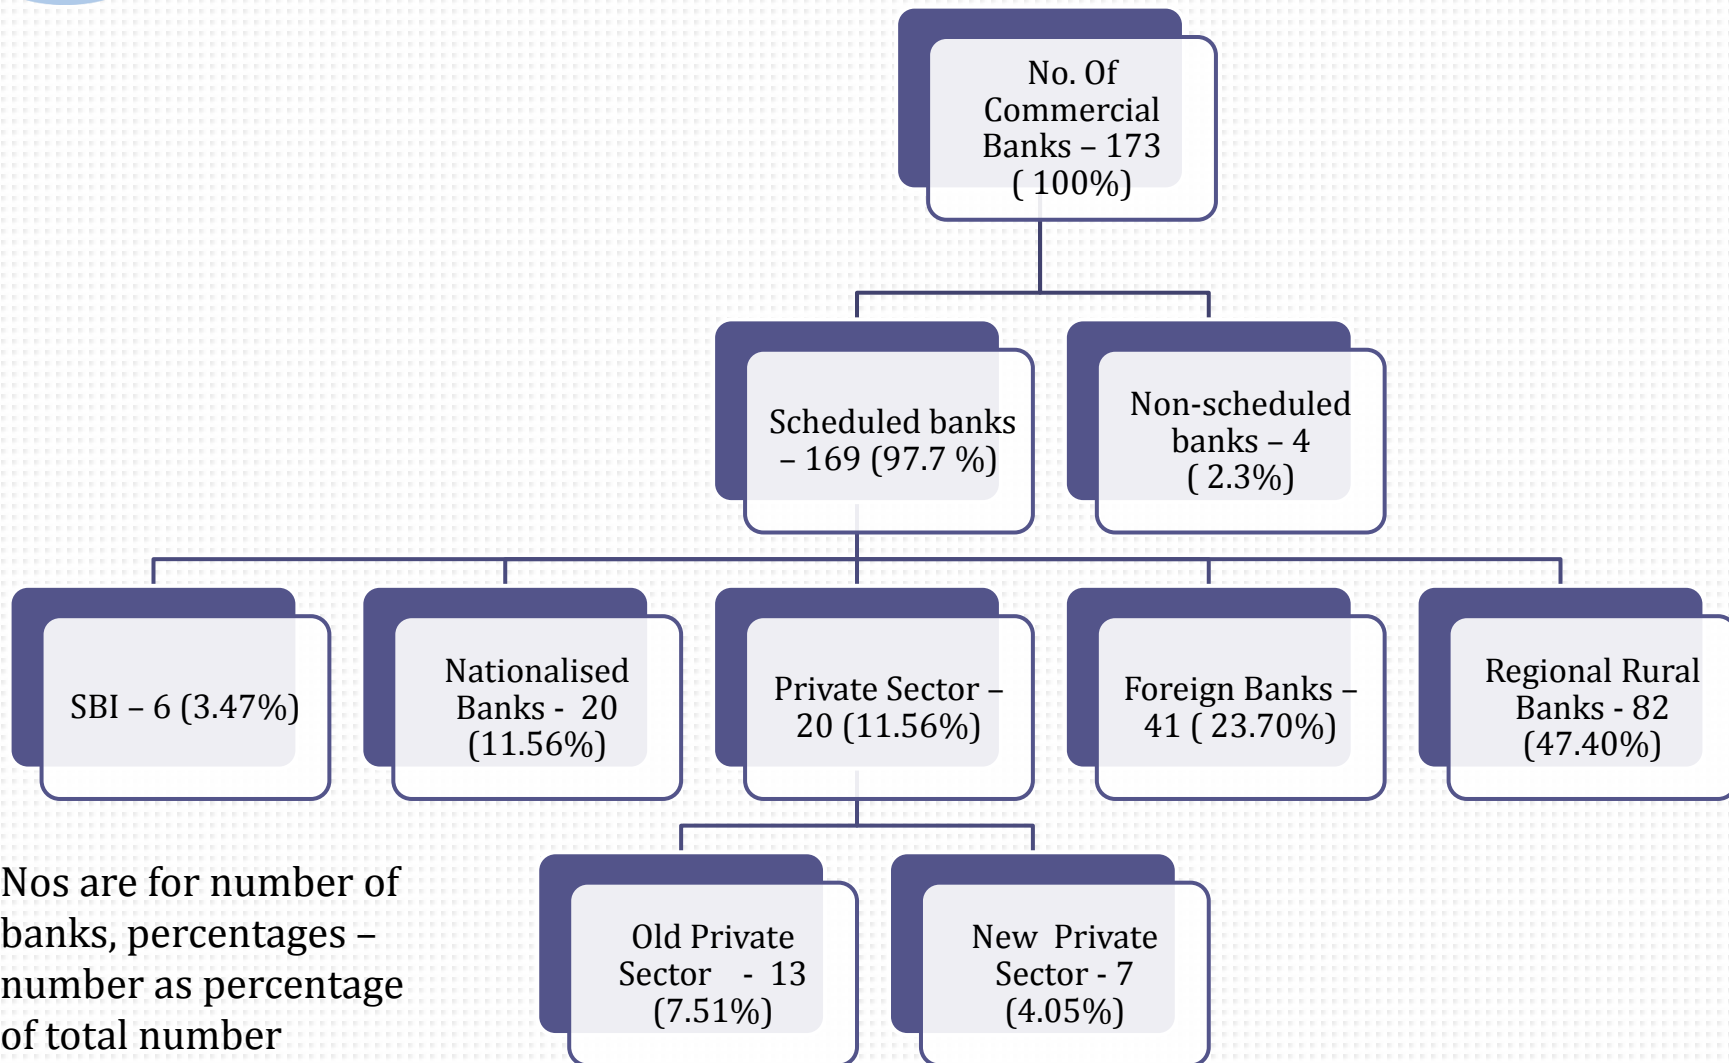 No. Of
Commercial
Banks – 173
( 100%)
Scheduled banks
– 169 (97.7 %)
Non-scheduled
banks – 4
( 2.3%)
SBI – 6 (3.47%)
Nationalised
Banks -  20
(11.56%)
Private Sector –
20 (11.56%)
Foreign Banks –
41 ( 23.70%)
Regional Rural
Banks - 82
(47.40%)
Old Private
Sector    -  13
(7.51%)
New  Private
Sector - 7
(4.05%)
Nos are for number of
banks, percentages –
number as percentage
of total number